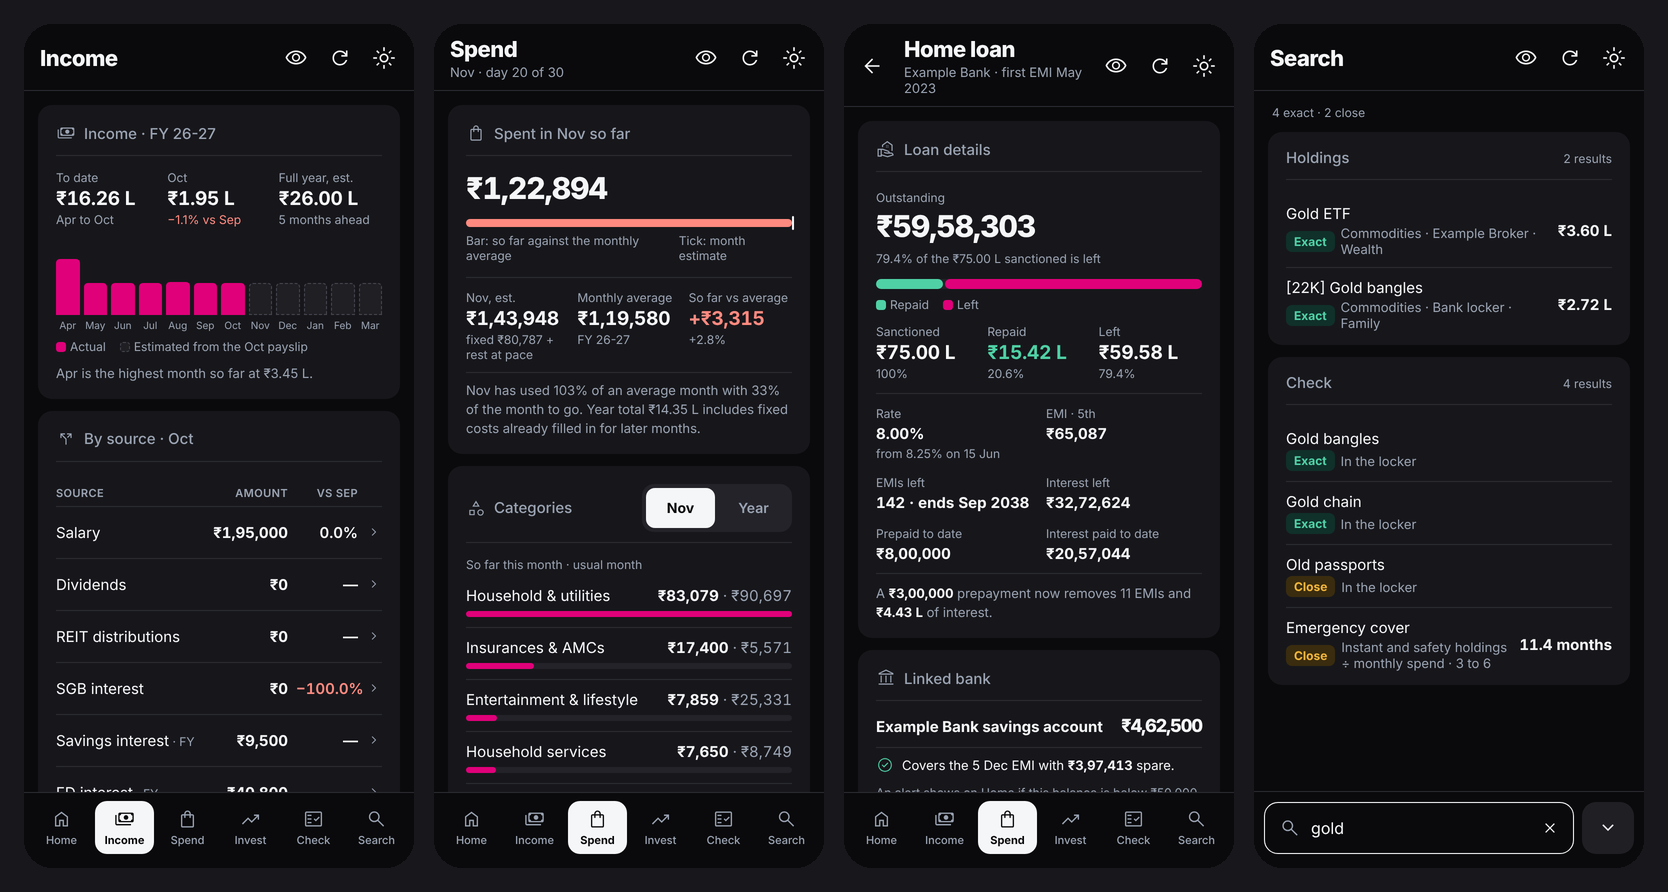 Income
Income · FY 26-27
To date
₹16.26 L
Apr to Oct
Oct
₹1.95 L
−1.1% vs Sep
Full year, est.
₹26.00 L
5 months ahead
Apr May Jun Jul Aug Sep Oct Nov Dec Jan Feb Mar
Actual
Estimated from the Oct payslip
Apr is the highest month so far at ₹3.45 L.
By source · Oct
SOURCE AMOUNT VS SEP
Salary ₹1,95,000 0.0%
Dividends ₹0 —
REIT distributions ₹0 —
SGB interest ₹0 −100.0%
Savings interest · FY ₹9,500 —
FD interest · FY ₹40,800
Home Income Spend Invest Check Search
Spend
Nov · day 20 of 30
Spent in Nov so far
₹1,22,894
Bar: so far against the monthly
average
Tick: month
estimate
Nov, est.
₹1,43,948
fixed ₹80,787 +
rest at pace
Monthly average
₹1,19,580
FY 26-27
So far vs average
+₹3,315
+2.8%
Nov has used 103% of an average month with 33%
of the month to go. Year total ₹14.35 L includes fixed
costs already filled in for later months.
Categories
Nov Year
So far this month · usual month
Household & utilities ₹83,079 · ₹90,697
Insurances & AMCs ₹17,400 · ₹5,571
Entertainment & lifestyle ₹7,859 · ₹25,331
Household services ₹7,650 · ₹8,749
Home Income Spend Invest Check Search
Home loan
Example Bank · first EMI May
2023
Loan details
Outstanding
₹59,58,303
79.4% of the ₹75.00 L sanctioned is left
Repaid Left
Sanctioned
₹75.00 L
100%
Repaid
₹15.42 L
20.6%
Left
₹59.58 L
79.4%
Rate
8.00%
from 8.25% on 15 Jun
EMI · 5th
₹65,087
EMIs left
142 · ends Sep 2038
Interest left
₹32,72,624
Prepaid to date
₹8,00,000
Interest paid to date
₹20,57,044
A ₹3,00,000 prepayment now removes 11 EMIs and
₹4.43 L of interest.
Linked bank
Example Bank savings account ₹4,62,500
Covers the 5 Dec EMI with ₹3,97,413 spare.
An alert shows on Home if this balance is below ₹50,000
Home Income Spend Invest Check Search
Search
4 exact · 2 close
Holdings 2 results
Gold ETF
Exact
Commodities · Example Broker ·
Wealth
₹3.60 L
[22K] Gold bangles
Exact
Commodities · Bank locker ·
Family
₹2.72 L
Check 4 results
Gold bangles
Exact In the locker
Gold chain
Exact In the locker
Old passports
Close In the locker
Emergency cover
Close
Instant and safety holdings
÷ monthly spend · 3 to 6
11.4 months
gold